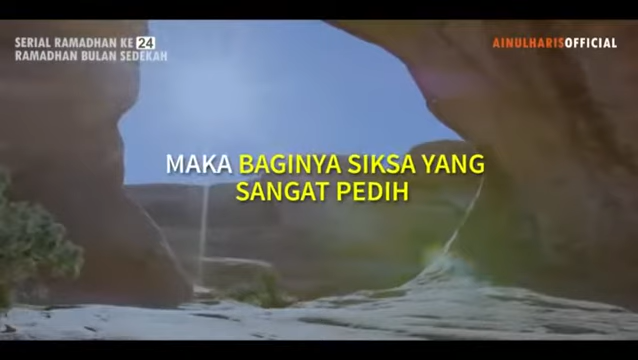 SERIAL RAMADHAN KE 24
RAMADHAN BULAN SEDEKAH
AINULHARISOFFICIAL
MAKA BAGINYA SIKSA YANG
SANGAT PEDIH